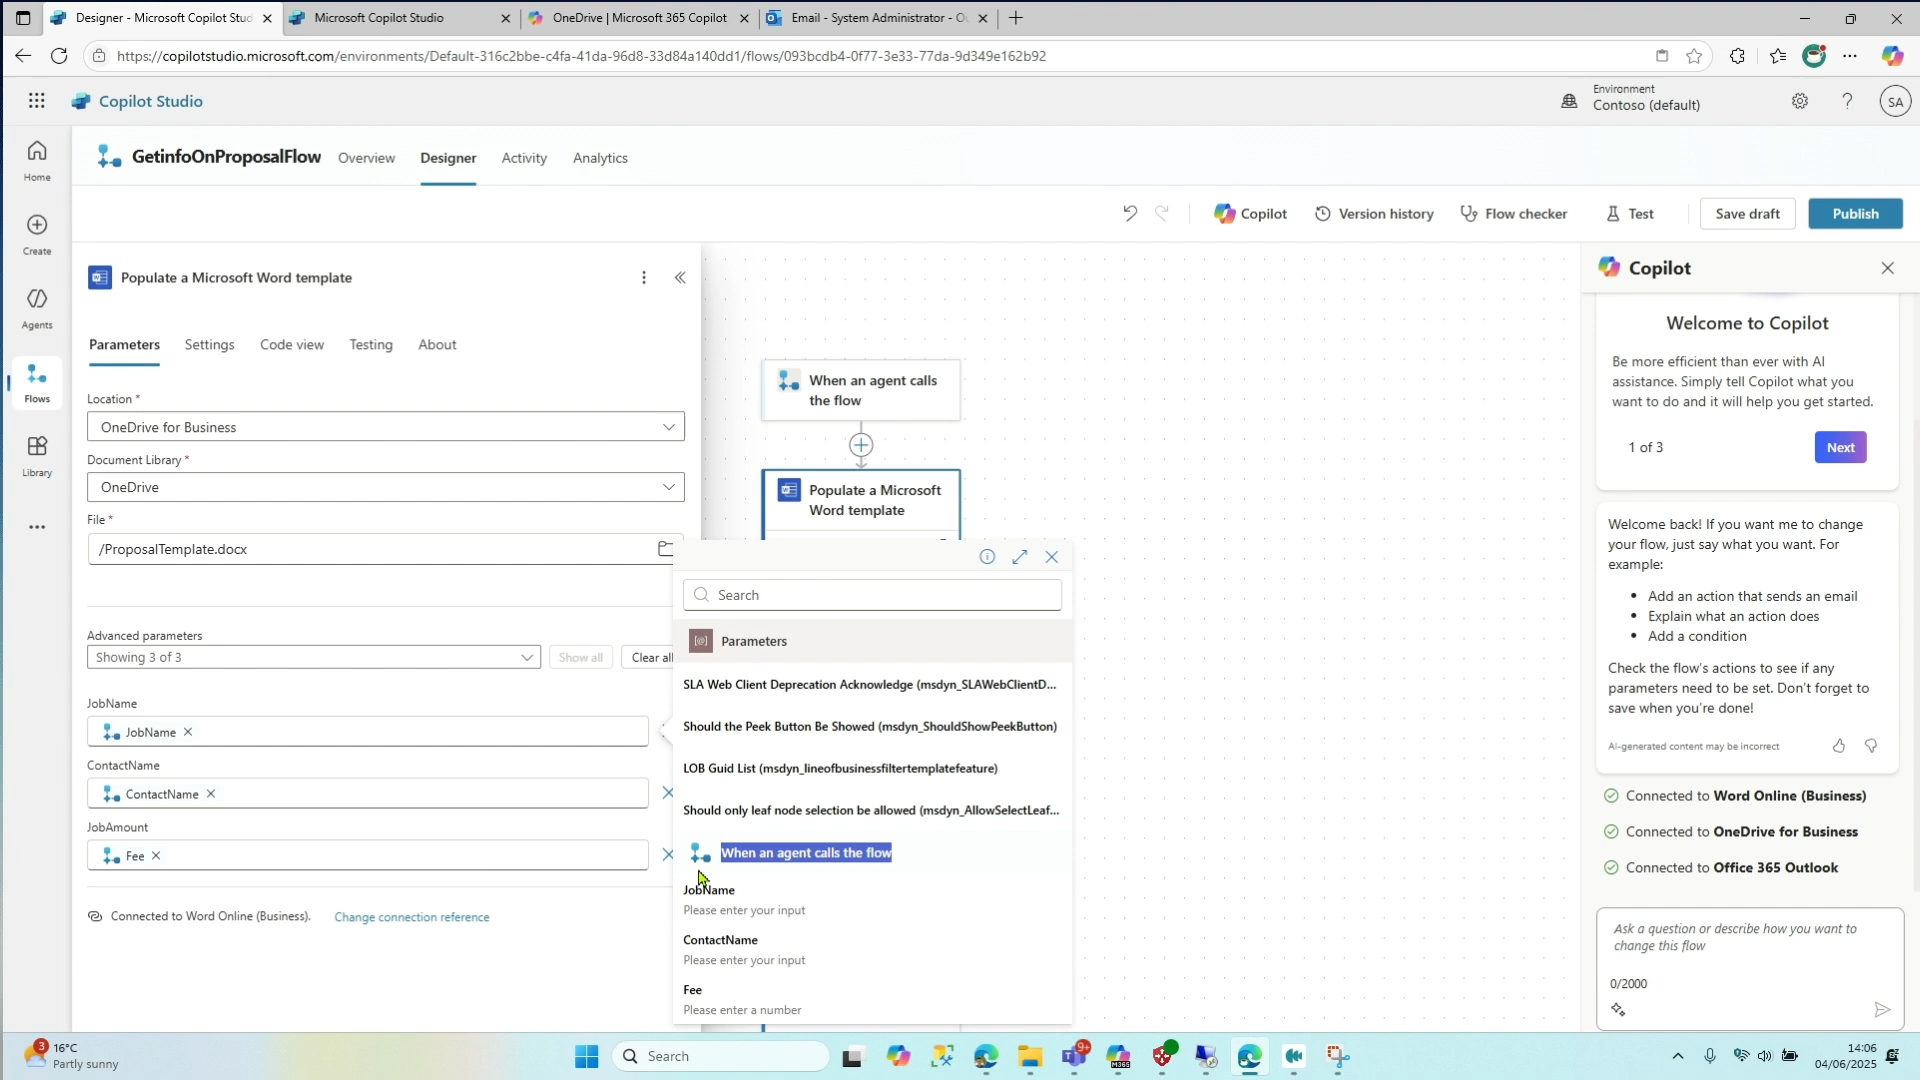 Designer - Microsoft Copilot Stud
Microsoft Copilot Studio
OneDrive | Microsoft 365 Copilot
Email - System Administrator - Ou
https://copilotstudio.microsoft.com/environments/Default-316c2bbe-c4fa-41da-96d8-33d84a140dd1/flows/093bcdb4-0f77-3e33-77da-9d349e162b92
Copilot Studio
Environment
Contoso (default)
SA
Home
Create
Agents
Flows
Library
GetinfoOnProposalFlow
Overview
Designer
Activity
Analytics
Copilot
Version history
Flow checker
Test
Save draft
Publish
Populate a Microsoft Word template
Parameters
Settings
Code view
Testing
About
Location *
OneDrive for Business
Document Library *
OneDrive
File *
/ProposalTemplate.docx
Advanced parameters
Showing 3 of 3
Show all
Clear all
JobName
JobName
ContactName
ContactName
JobAmount
Fee
Connected to Word Online (Business).
Change connection reference
When an agent calls
the flow
Populate a Microsoft
Word template
Search
Parameters
SLA Web Client Deprecation Acknowledge (msdyn_SLAWebClientD...
Should the Peek Button Be Showed (msdyn_ShouldShowPeekButton)
LOB Guid List (msdyn_lineofbusinessfiltertemplatefeature)
Should only leaf node selection be allowed (msdyn_AllowSelectLeaf...
When an agent calls the flow
JobName
Please enter your input
ContactName
Please enter your input
Fee
Please enter a number
Copilot
Welcome to Copilot
Be more efficient than ever with AI
assistance. Simply tell Copilot what you
want to do and it will help you get started.
1 of 3
Next
Welcome back! If you want me to change
your flow, just say what you want. For
example:
• Add an action that sends an email
• Explain what an action does
• Add a condition
Check the flow's actions to see if any
parameters need to be set. Don't forget to
save when you're done!
AI-generated content may be incorrect
Connected to Word Online (Business)
Connected to OneDrive for Business
Connected to Office 365 Outlook
Ask a question or describe how you want to
change this flow
0/2000
3
16°C
Partly sunny
Search
9+
M365
14:06
04/06/2025